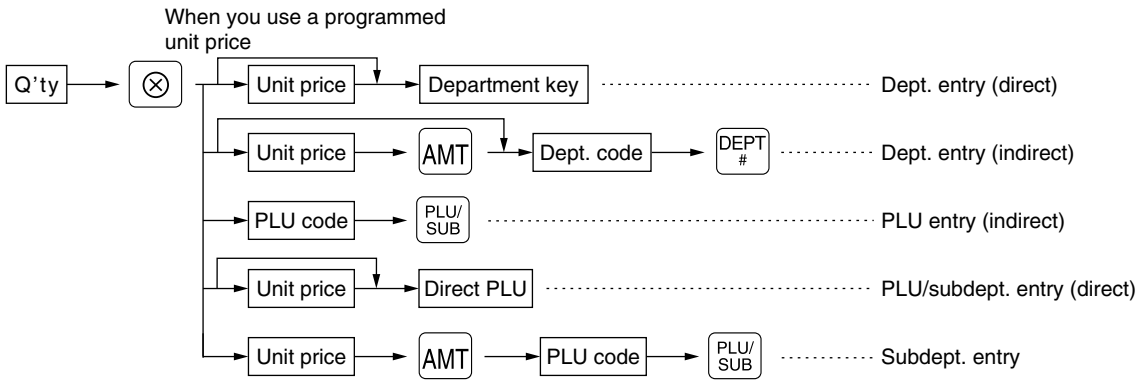 When you use a programmed
unit price
Q'ty ⊗ Unit price Department key Dept. entry (direct)
Unit price AMT Dept. code DEPT # Dept. entry (indirect)
PLU code PLU/ SUB PLU entry (indirect)
Unit price Direct PLU PLU/subdept. entry (direct)
Unit price AMT PLU code PLU/ SUB Subdept. entry